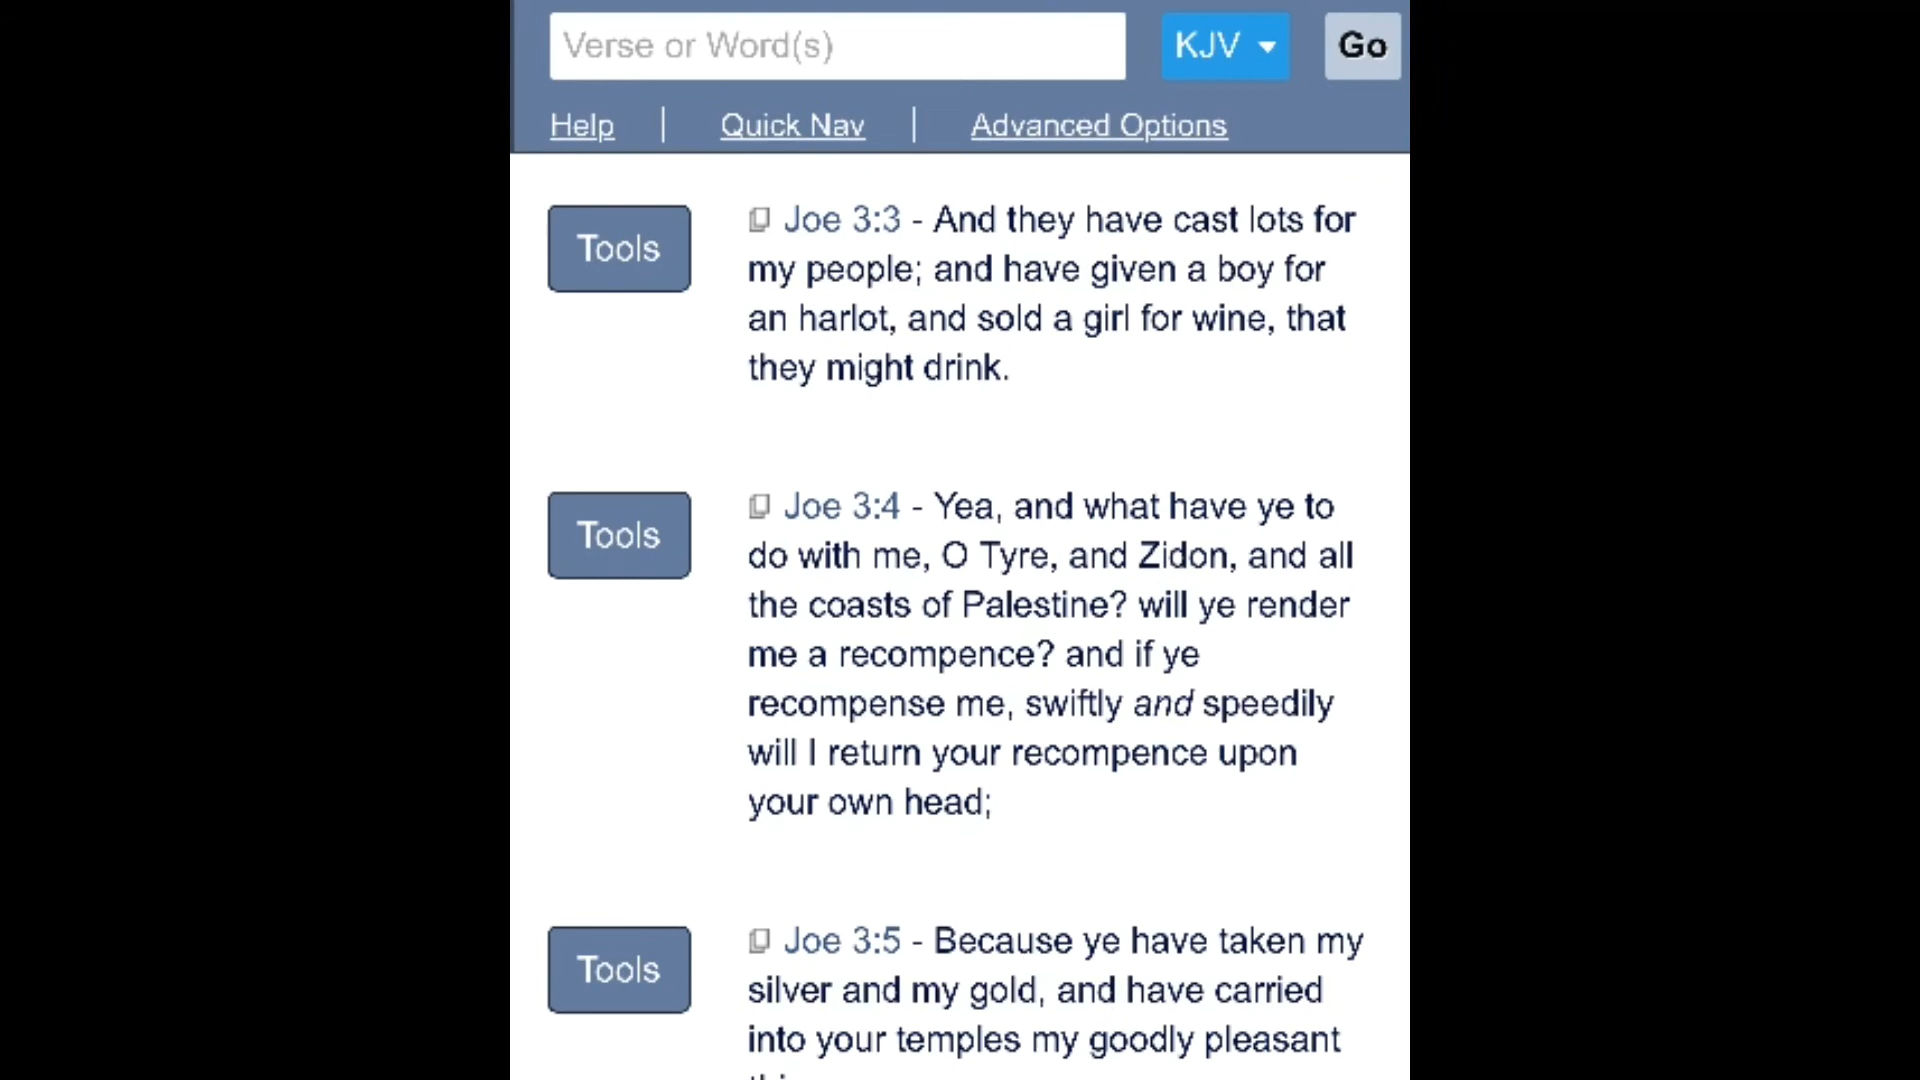 Verse or Word(s)
KJV
Go
Help | Quick Nav | Advanced Options
Tools
Joe 3:3 - And they have cast lots for
my people; and have given a boy for
an harlot, and sold a girl for wine, that
they might drink.
Tools
Joe 3:4 - Yea, and what have ye to
do with me, O Tyre, and Zidon, and all
the coasts of Palestine? will ye render
me a recompence? and if ye
recompense me, swiftly and speedily
will I return your recompence upon
your own head;
Tools
Joe 3:5 - Because ye have taken my
silver and my gold, and have carried
into your temples my goodly pleasant